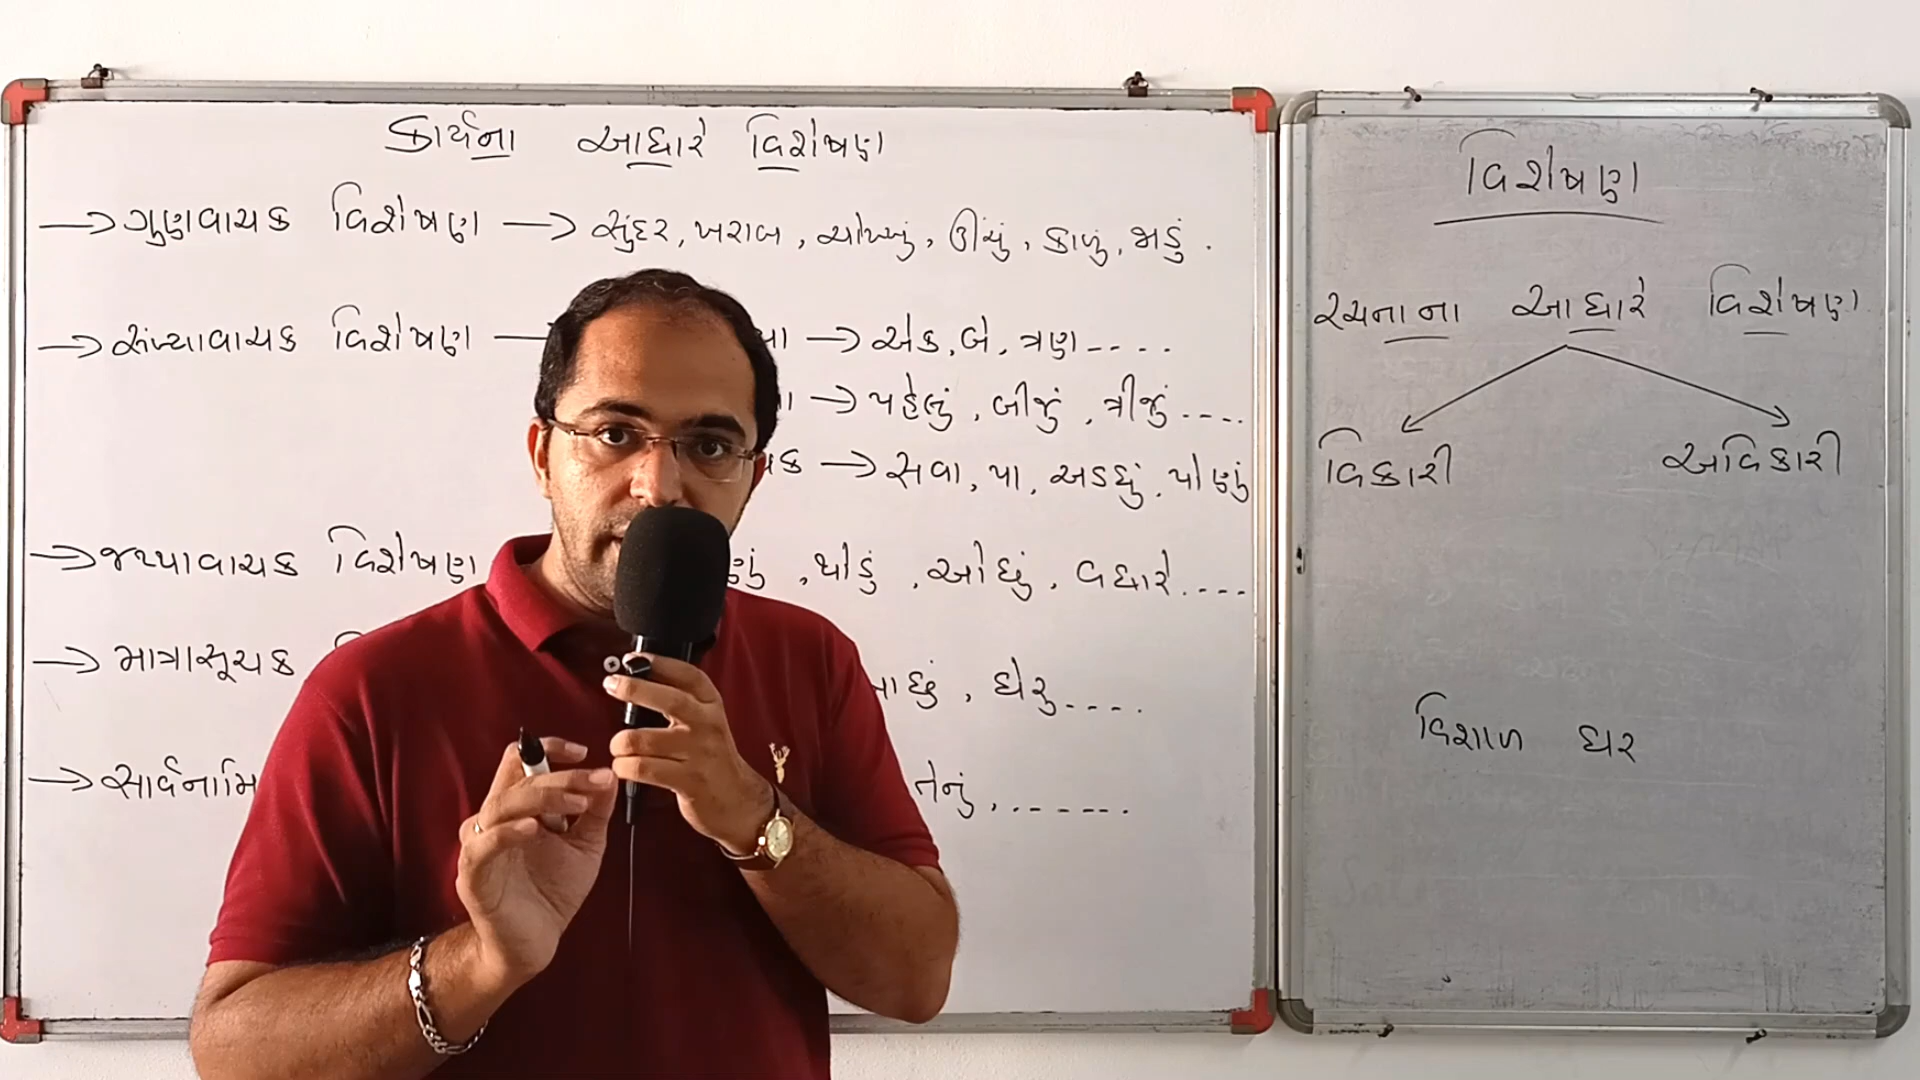 કાર્યના આધારે વિશેષણ
→ ગુણવાચક વિશેષણ → સુંદર, ખરાબ, ચોખ્ખું, ઊંચું, કાળું, જાડું.
→ સંખ્યાવાચક વિશેષણ → એક, બે, ત્રણ....
→ પહેલું, બીજું, ત્રીજું....
ચક → સવા, પા, અડધું, પોણું
→ જથ્થાવાચક વિશેષણ , થોડું, ઓછું, વધારે....
→ માત્રાસૂચક , ઘેરુ....
→ સાર્વનામિ તેનું, ......
વિશેષણ
રચનાના આધારે વિશેષણ
વિકારી અવિકારી
વિશાળ ઘર